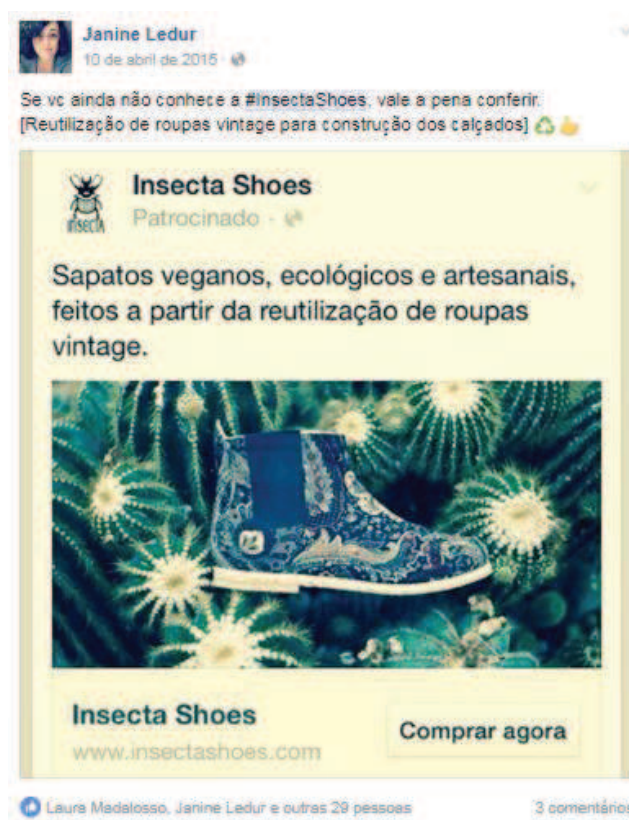 Janine Ledur
10 de abril de 2015 ·
Se vc ainda não conhece a #InsectaShoes, vale a pena conferir.
[Reutilização de roupas vintage para construção dos calçados]
INSECTA
Insecta Shoes
Patrocinado ·
Sapatos veganos, ecológicos e artesanais,
feitos a partir da reutilização de roupas
vintage.
Insecta Shoes
www.insectashoes.com
Comprar agora
Laura Madalosso, Janine Ledur e outras 29 pessoas
3 comentários